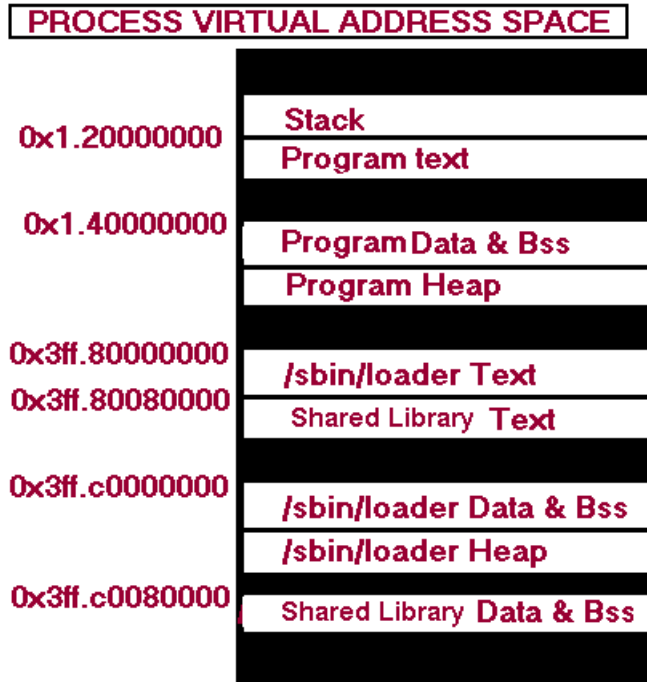 PROCESS VIRTUAL ADDRESS SPACE
Stack
0x1.20000000
Program text
0x1.40000000
Program Data & Bss
Program Heap
0x3ff.80000000
/sbin/loader Text
0x3ff.80080000
Shared Library Text
0x3ff.c0000000
/sbin/loader Data & Bss
/sbin/loader Heap
0x3ff.c0080000
Shared Library Data & Bss